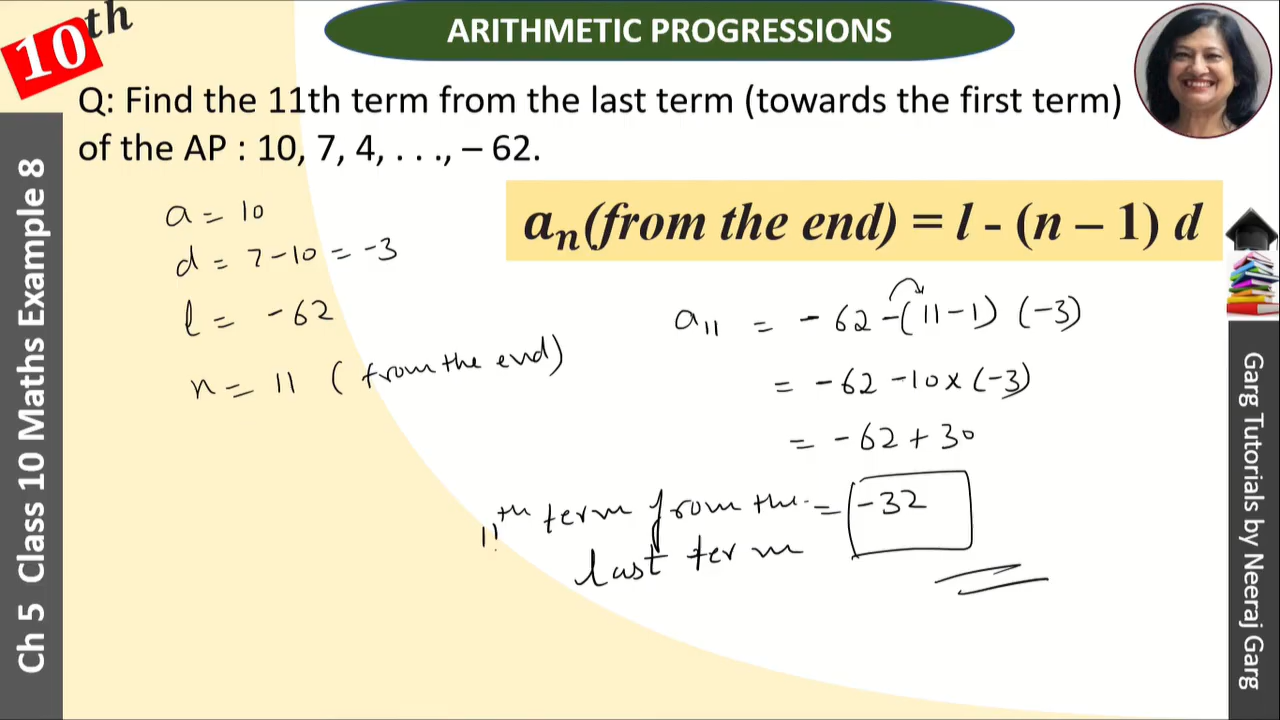 10th
ARITHMETIC PROGRESSIONS
Q: Find the 11th term from the last term (towards the first term)
of the AP : 10, 7, 4, . . ., – 62.
aₙ(from the end) = l - (n – 1) d
a = 10
d = 7 - 10 = -3
l = -62
n = 11 (from the end)
a₁₁ = - 62 -(11-1) (-3)
= -62 -10 x (-3)
= -62 + 30
11th term from the = -32
last term
Ch 5 Class 10 Maths Example 8
Garg Tutorials by Neeraj Garg